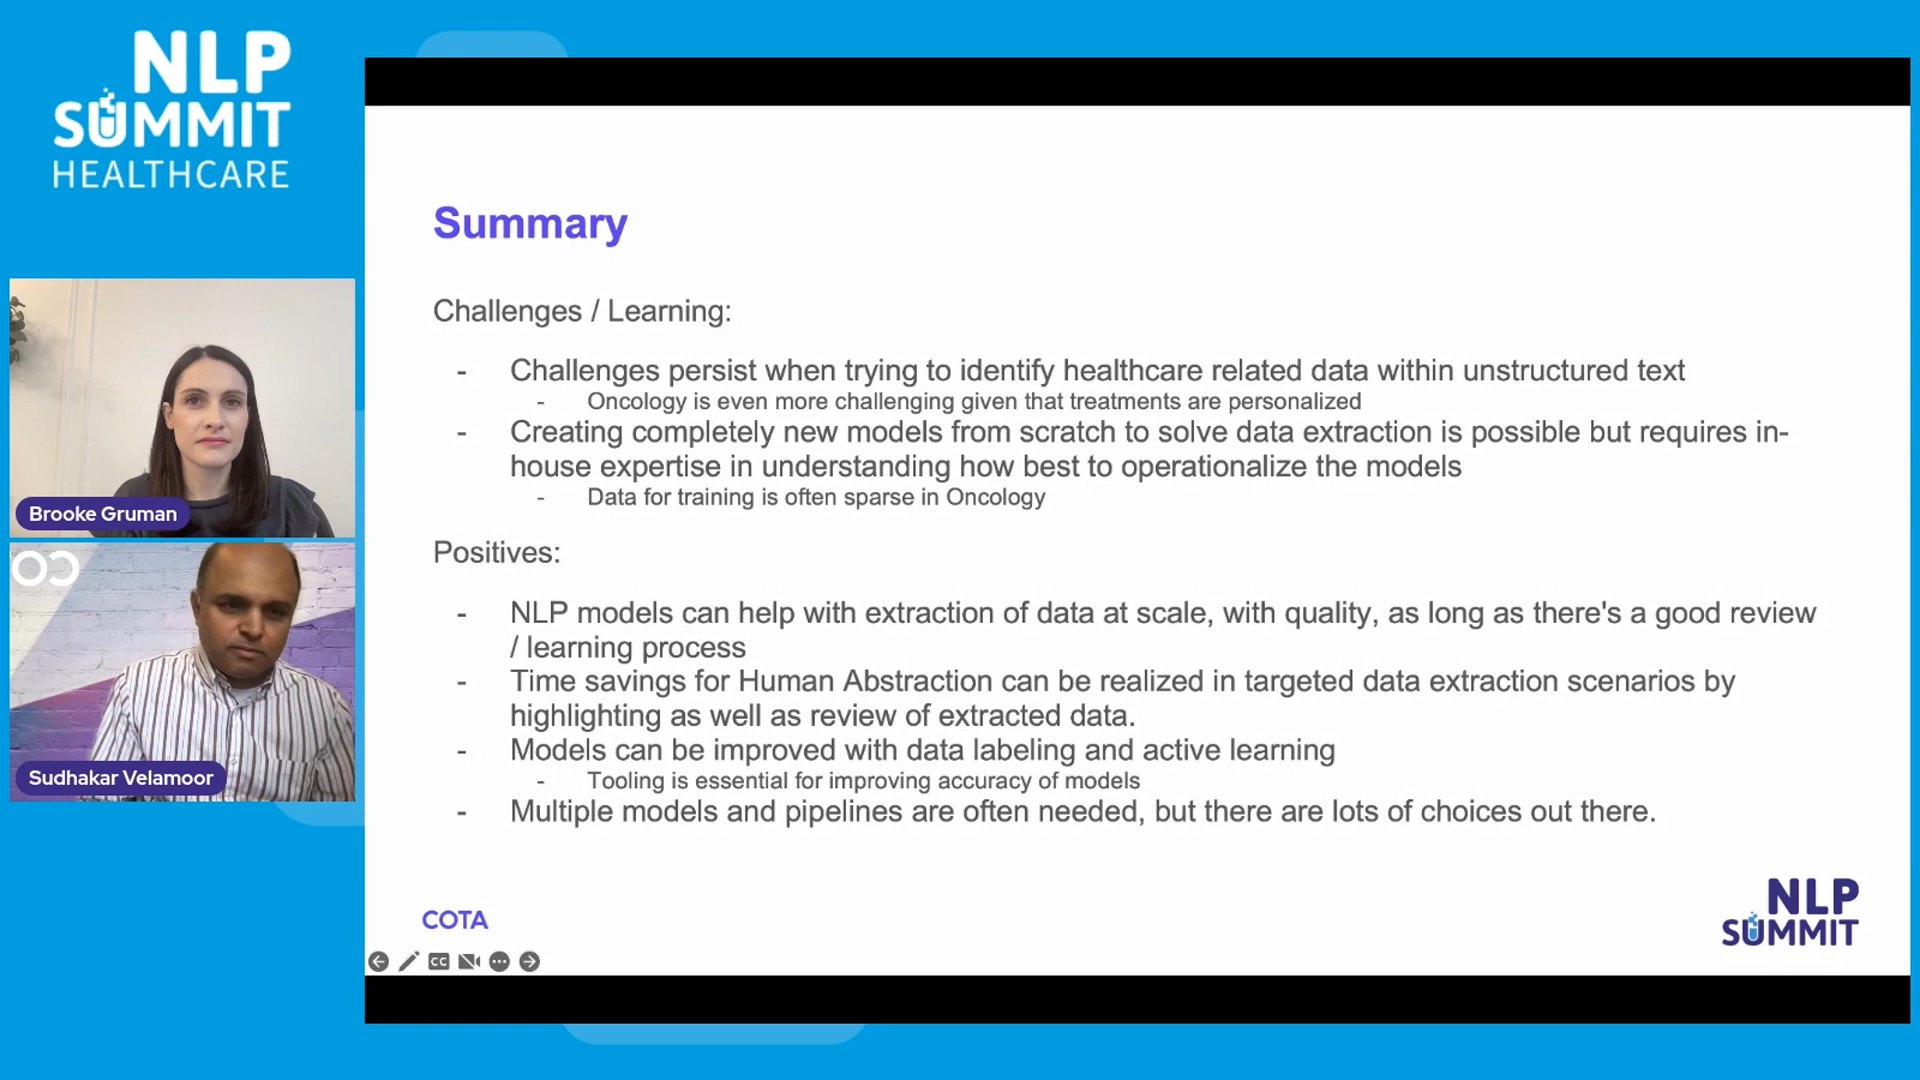 NLP
SUMMIT
HEALTHCARE
Brooke Gruman
Sudhakar Velamoor
Summary
Challenges / Learning:
- Challenges persist when trying to identify healthcare related data within unstructured text
- Oncology is even more challenging given that treatments are personalized
- Creating completely new models from scratch to solve data extraction is possible but requires in-
house expertise in understanding how best to operationalize the models
- Data for training is often sparse in Oncology
Positives:
- NLP models can help with extraction of data at scale, with quality, as long as there's a good review
/ learning process
- Time savings for Human Abstraction can be realized in targeted data extraction scenarios by
highlighting as well as review of extracted data.
- Models can be improved with data labeling and active learning
- Tooling is essential for improving accuracy of models
- Multiple models and pipelines are often needed, but there are lots of choices out there.
COTA
CC
NLP
SUMMIT